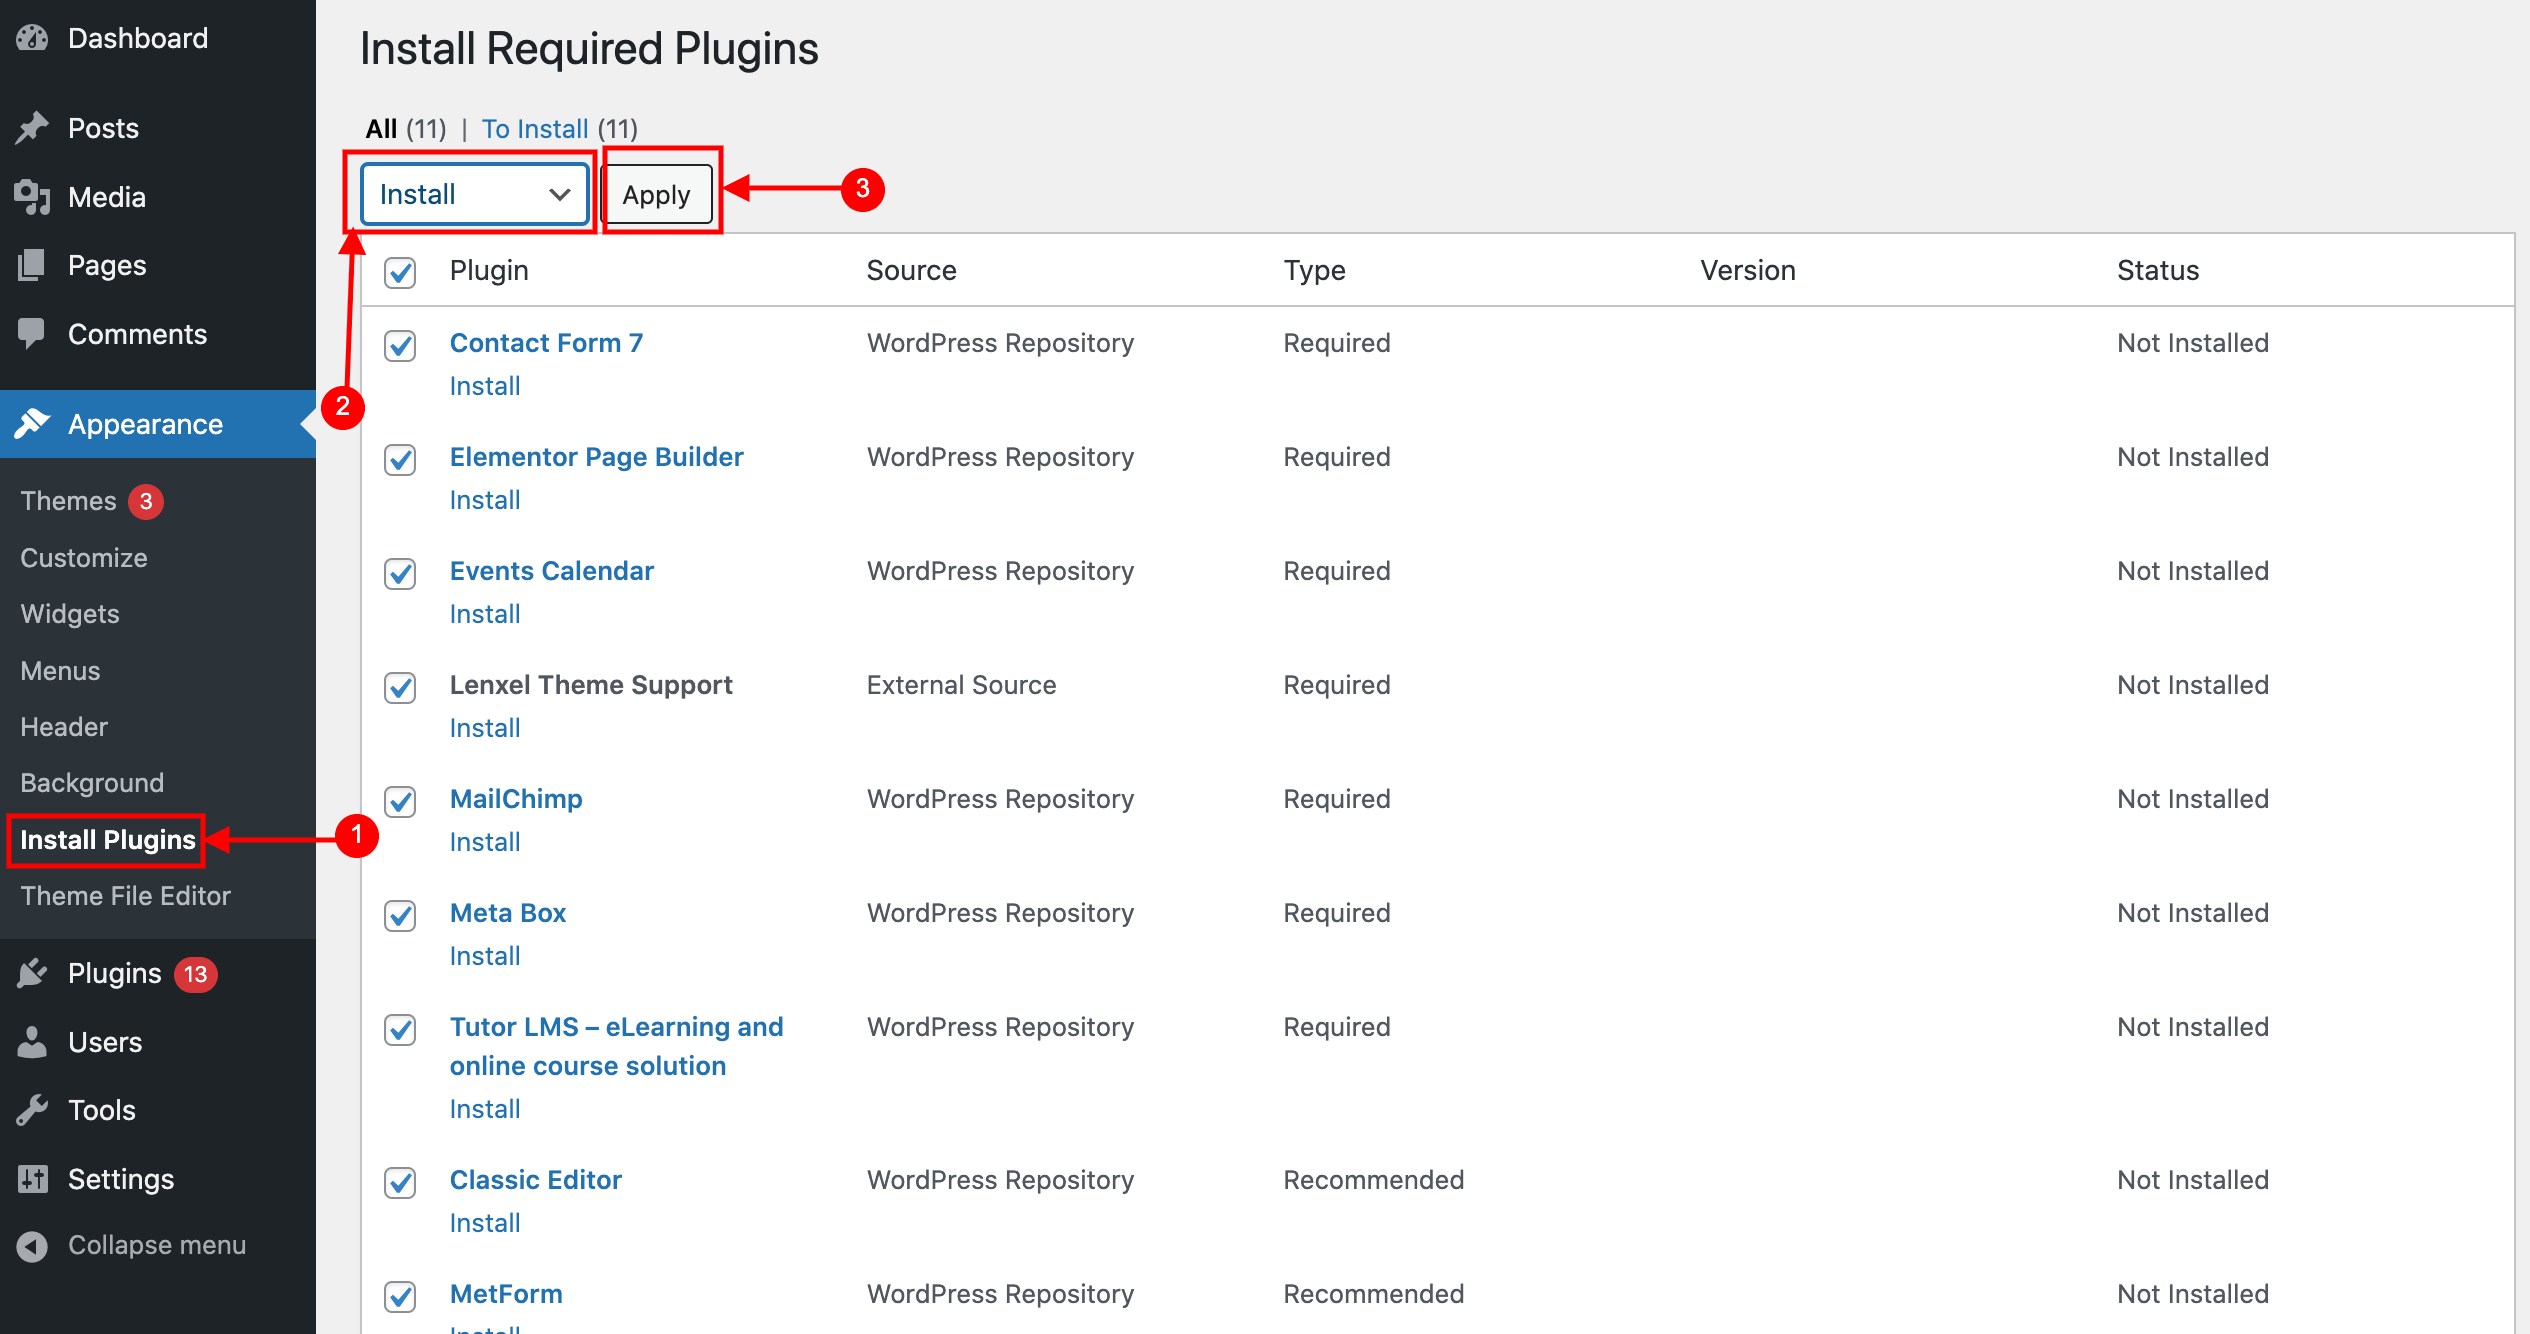 Dashboard
Posts
Media
Pages
Comments
Appearance
Themes 3
Customize
Widgets
Menus
Header
Background
Install Plugins
1
Theme File Editor
Plugins 13
Users
Tools
Settings
Collapse menu
Install Required Plugins
All (11) | To Install (11)
Install Apply 3
2
Plugin Source Type Version Status
Contact Form 7 WordPress Repository Required Not Installed
Install
Elementor Page Builder WordPress Repository Required Not Installed
Install
Events Calendar WordPress Repository Required Not Installed
Install
Lenxel Theme Support External Source Required Not Installed
Install
MailChimp WordPress Repository Required Not Installed
Install
Meta Box WordPress Repository Required Not Installed
Install
Tutor LMS – eLearning and WordPress Repository Required Not Installed
online course solution
Install
Classic Editor WordPress Repository Recommended Not Installed
Install
MetForm WordPress Repository Recommended Not Installed
Install